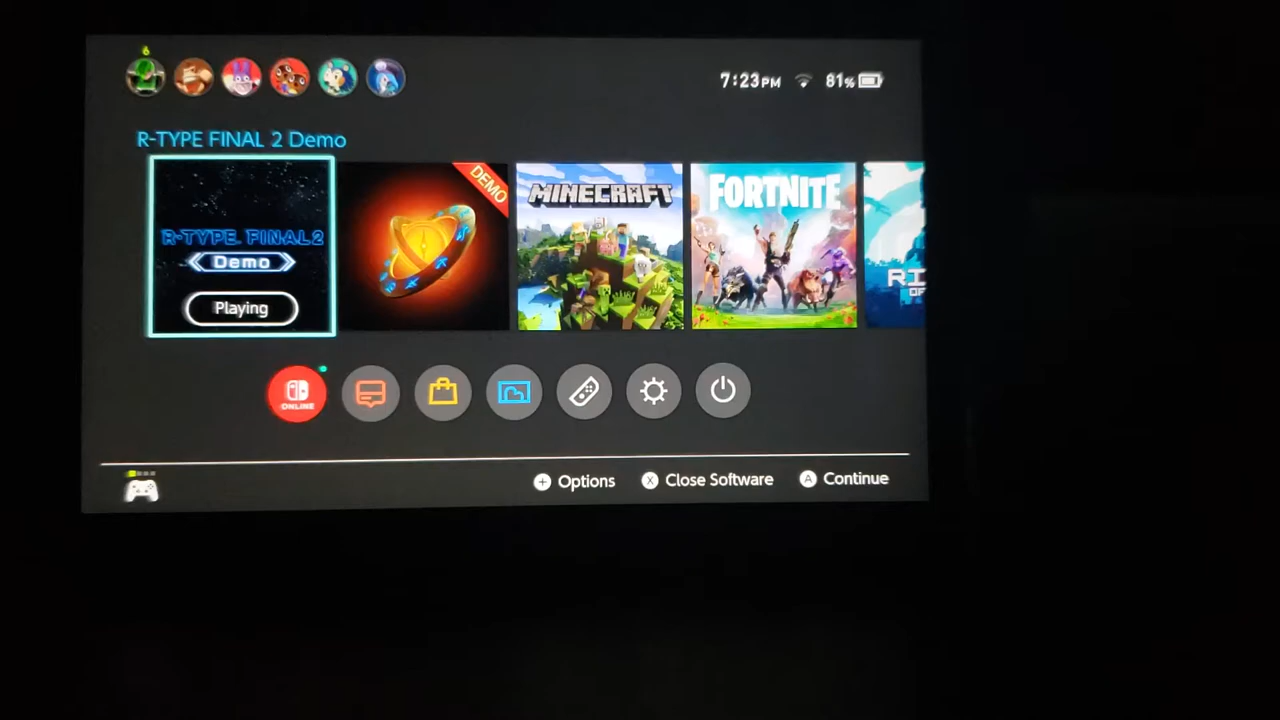 6
7:23PM
81%
R-TYPE FINAL 2 Demo
R-TYPE FINAL 2
Demo
Playing
DEMO
MINECRAFT
FORTNITE
ONLINE
Options
Close Software
Continue